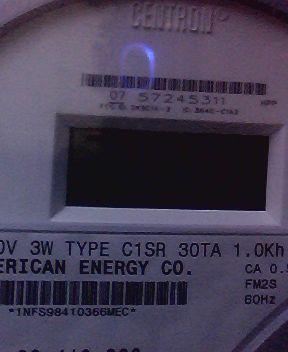 CENTRON
07 57245311
0V 3W TYPE C1SR 30TA 1.0Kh
ERICAN ENERGY CO.
CA 0.5
FM2S
60Hz
*1NFS98410366MEC*